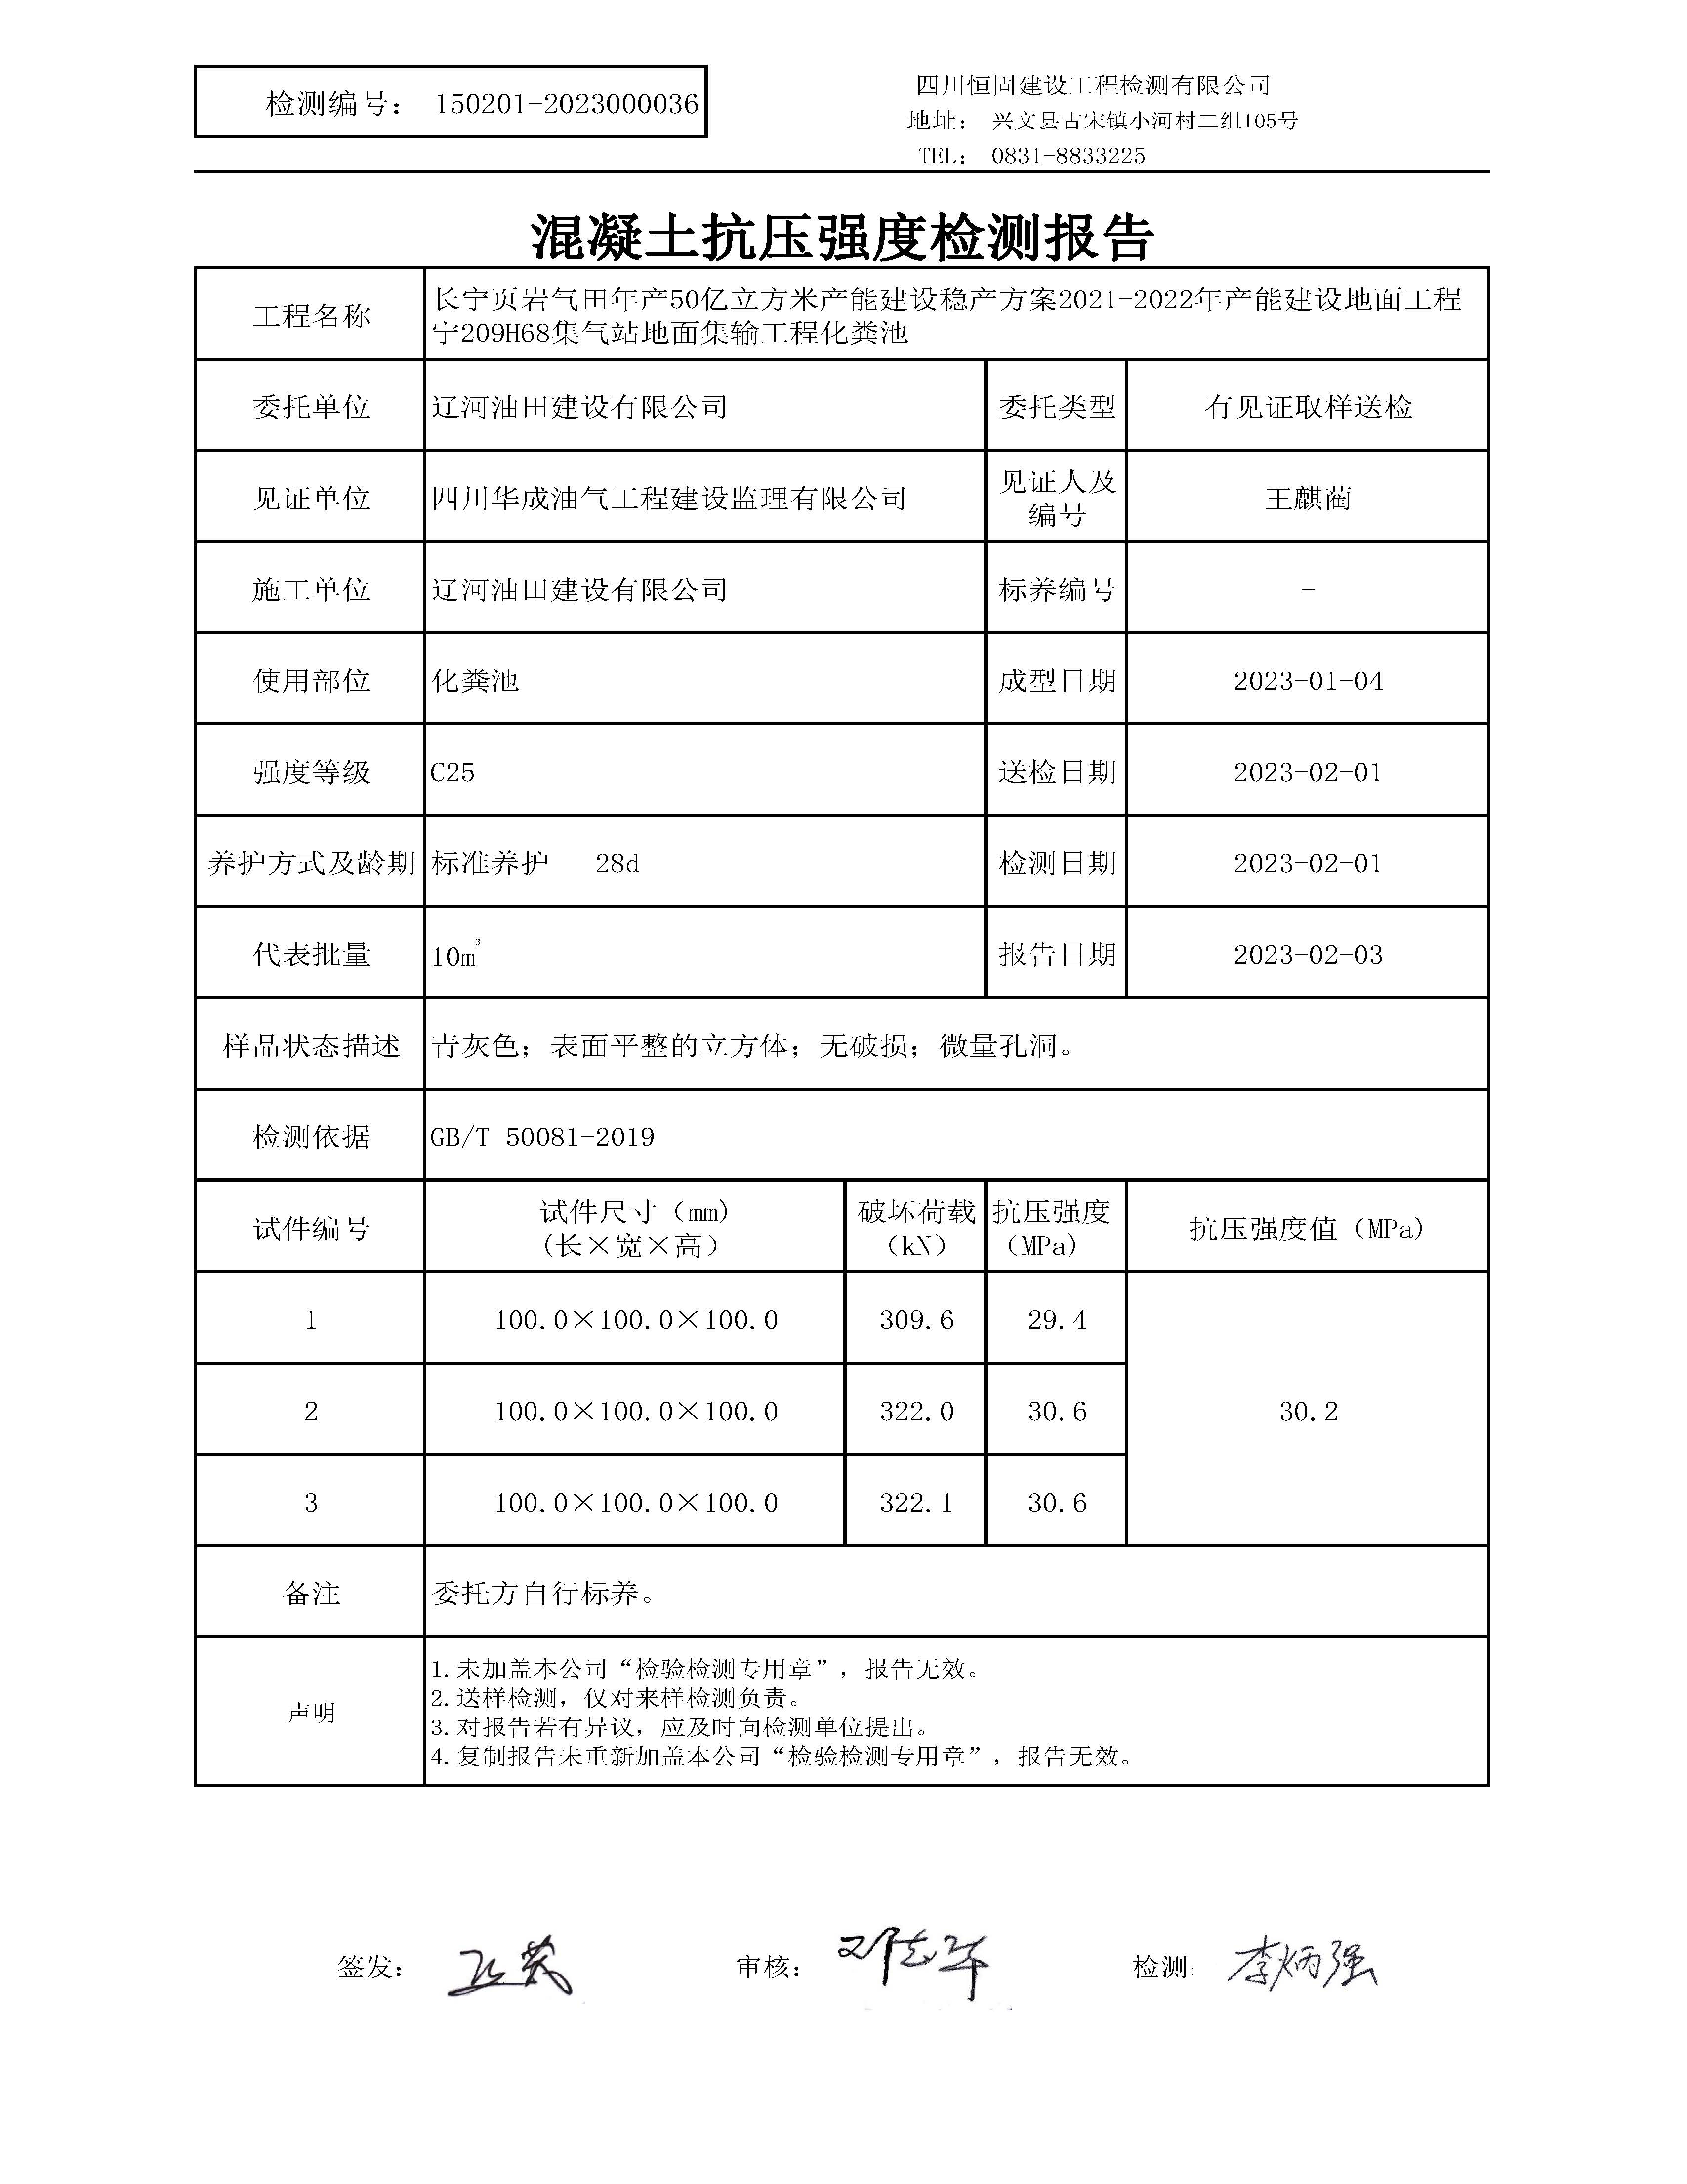 检测编号： 150201-2023000036
四川恒固建设工程检测有限公司
地址： 兴文县古宋镇小河村二组105号
TEL： 0831-8833225
混凝土抗压强度检测报告
工程名称
长宁页岩气田年产50亿立方米产能建设稳产方案2021-2022年产能建设地面工程
宁209H68集气站地面集输工程化粪池
委托单位 辽河油田建设有限公司 委托类型 有见证取样送检
见证单位 四川华成油气工程建设监理有限公司 见证人及
编号 王麒蔺
施工单位 辽河油田建设有限公司 标养编号 -
使用部位 化粪池 成型日期 2023-01-04
强度等级 C25 送检日期 2023-02-01
养护方式及龄期 标准养护 28d 检测日期 2023-02-01
代表批量 10m³ 报告日期 2023-02-03
样品状态描述 青灰色；表面平整的立方体；无破损；微量孔洞。
检测依据 GB/T 50081-2019
试件编号 试件尺寸（mm)
(长×宽×高） 破坏荷载
（kN） 抗压强度
（MPa) 抗压强度值（MPa)
1 100.0×100.0×100.0 309.6 29.4
2 100.0×100.0×100.0 322.0 30.6 30.2
3 100.0×100.0×100.0 322.1 30.6
备注 委托方自行标养。
声明
1.未加盖本公司“检验检测专用章”，报告无效。
2.送样检测，仅对来样检测负责。
3.对报告若有异议，应及时向检测单位提出。
4.复制报告未重新加盖本公司“检验检测专用章”，报告无效。
签发： 审核： 检测: 李炳强